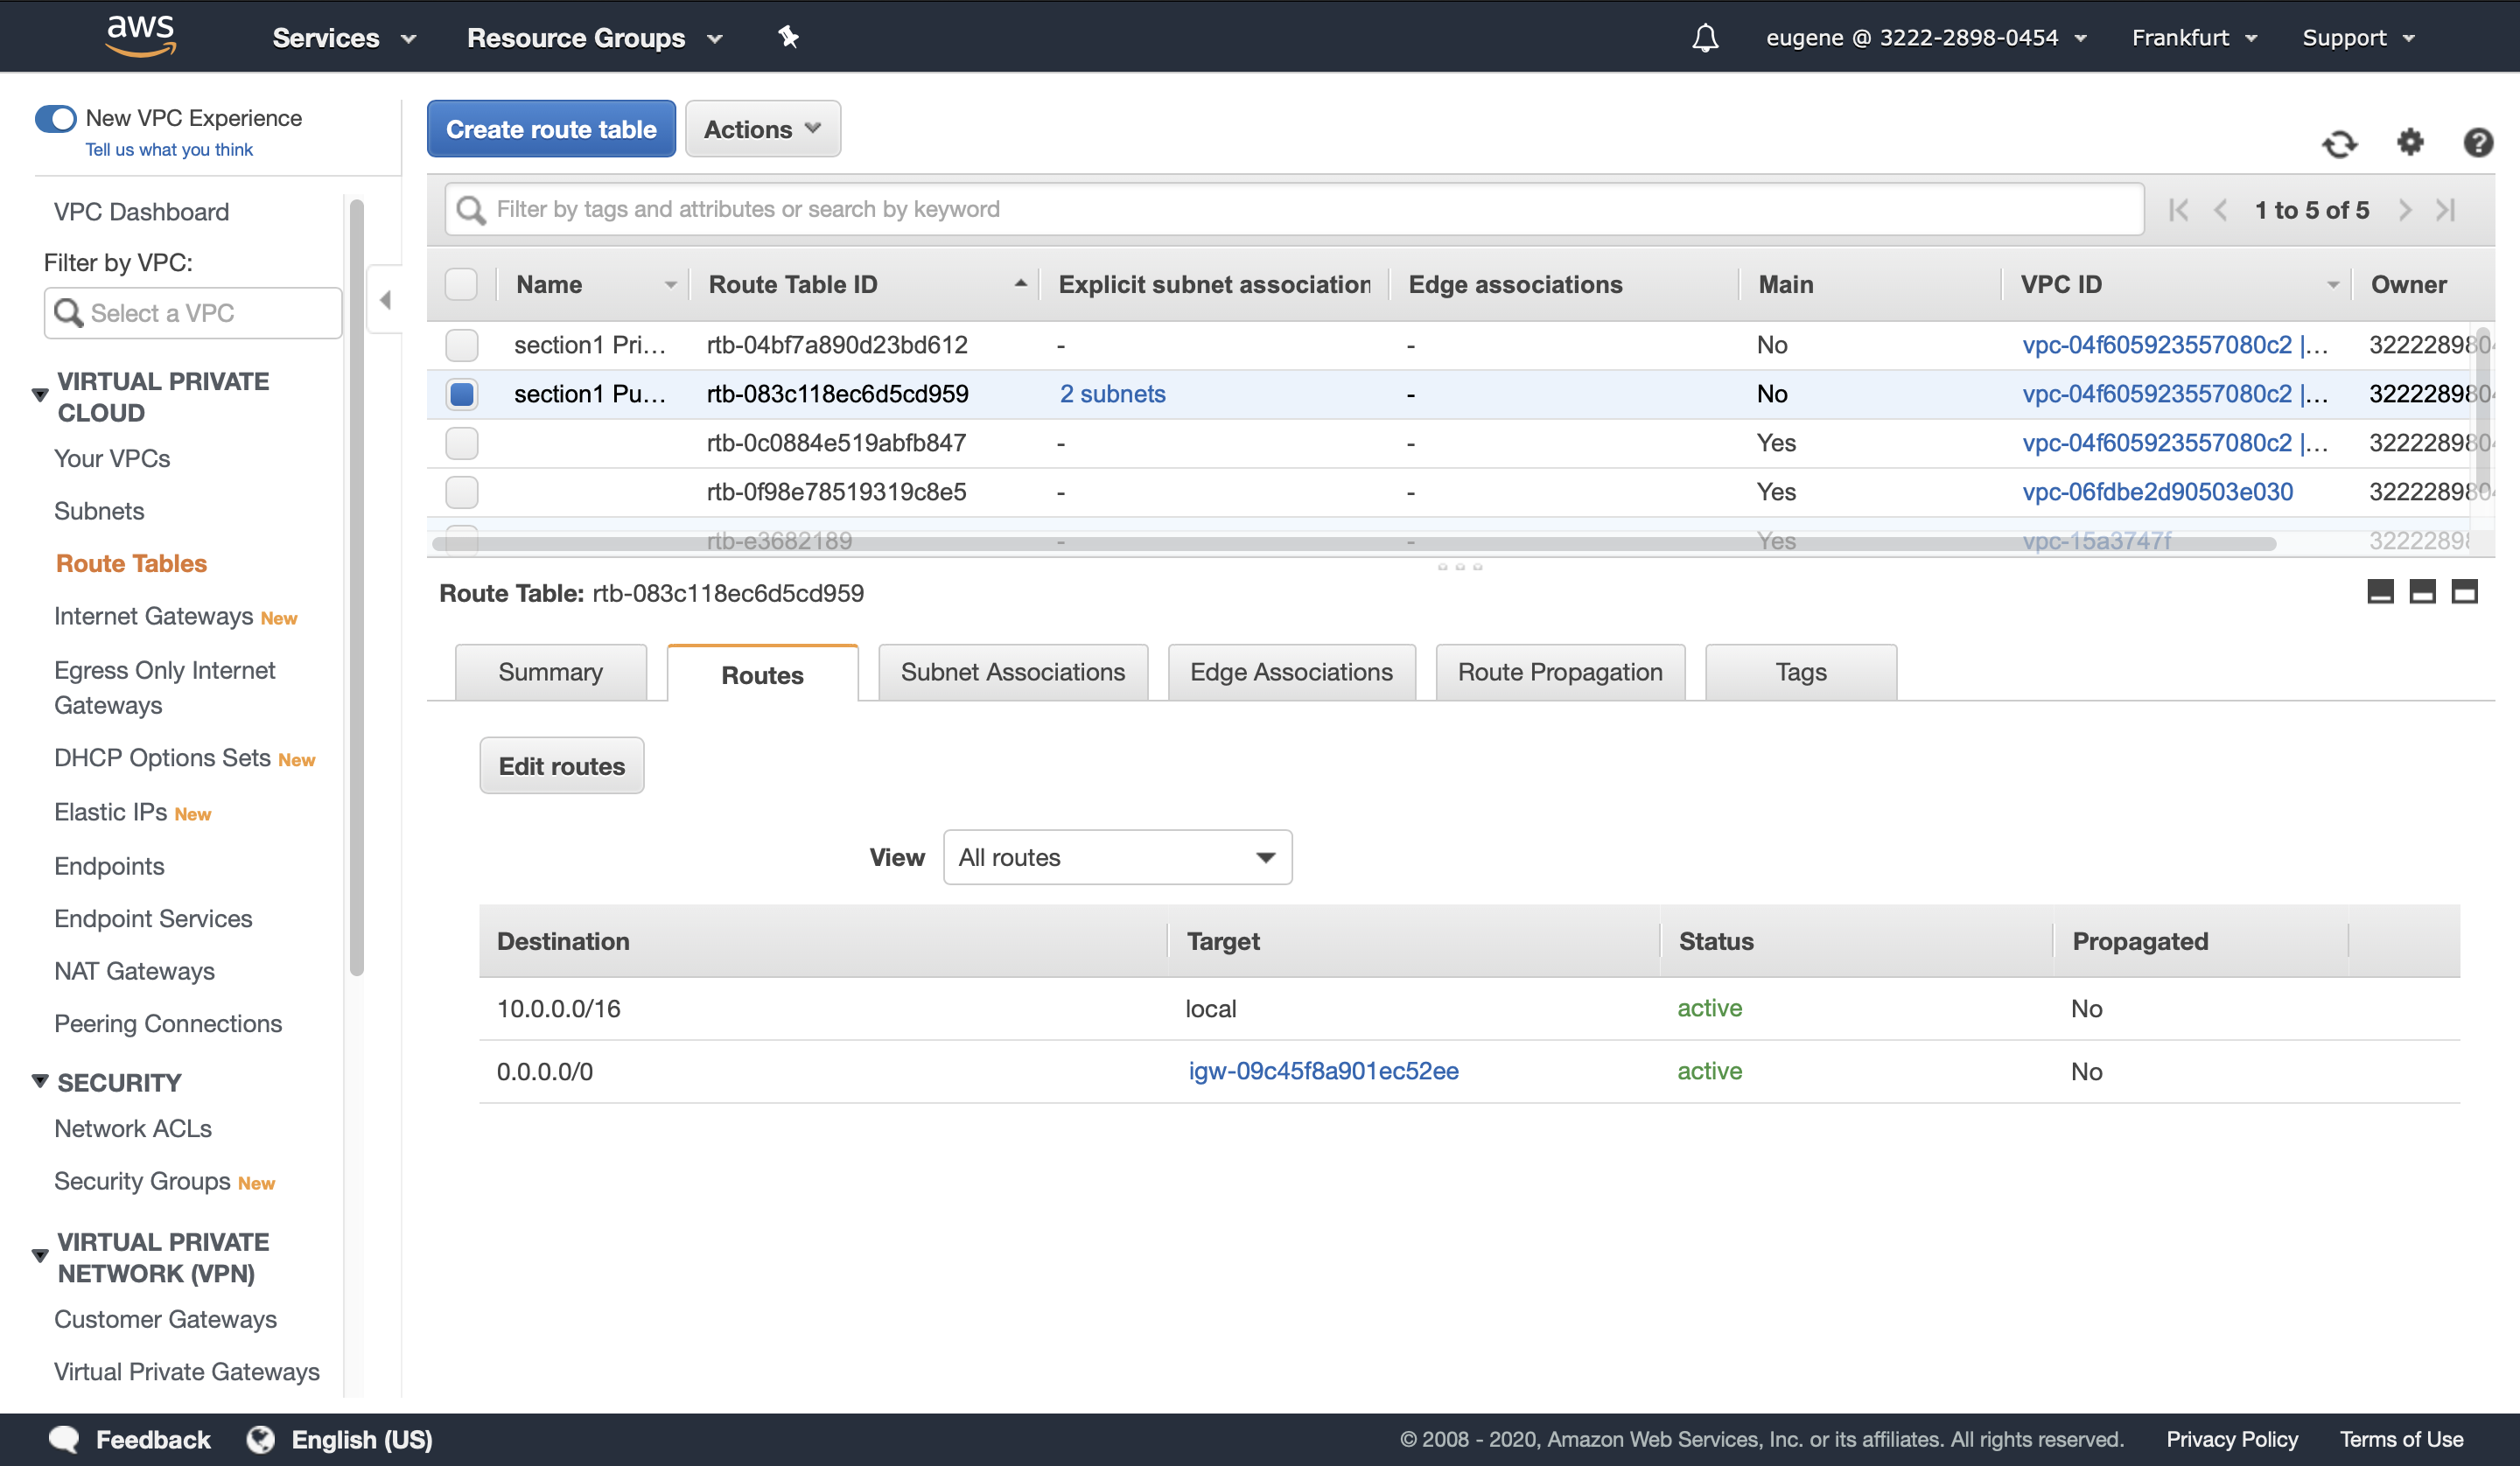 aws Services Resource Groups eugene @ 3222-2898-0454 Frankfurt Support
New VPC Experience
Tell us what you think
VPC Dashboard
Filter by VPC:
Select a VPC
VIRTUAL PRIVATE
CLOUD
Your VPCs
Subnets
Route Tables
Internet Gateways New
Egress Only Internet
Gateways
DHCP Options Sets New
Elastic IPs New
Endpoints
Endpoint Services
NAT Gateways
Peering Connections
SECURITY
Network ACLs
Security Groups New
VIRTUAL PRIVATE
NETWORK (VPN)
Customer Gateways
Virtual Private Gateways
Create route table Actions
Filter by tags and attributes or search by keyword 1 to 5 of 5
Name Route Table ID Explicit subnet association Edge associations Main VPC ID Owner
section1 Pri... rtb-04bf7a890d23bd612 - - No vpc-04f605923557080c2 |... 322228980
section1 Pu... rtb-083c118ec6d5cd959 2 subnets - No vpc-04f605923557080c2 |... 322228980
rtb-0c0884e519abfb847 - - Yes vpc-04f605923557080c2 |... 322228980
rtb-0f98e78519319c8e5 - - Yes vpc-06fdbe2d90503e030 322228980
rtb-e3682189 - - Yes vpc-15a3747f 32222898
Route Table: rtb-083c118ec6d5cd959
Summary Routes Subnet Associations Edge Associations Route Propagation Tags
Edit routes
View All routes
Destination Target Status Propagated
10.0.0.0/16 local active No
0.0.0.0/0 igw-09c45f8a901ec52ee active No
Feedback English (US) © 2008 - 2020, Amazon Web Services, Inc. or its affiliates. All rights reserved. Privacy Policy Terms of Use